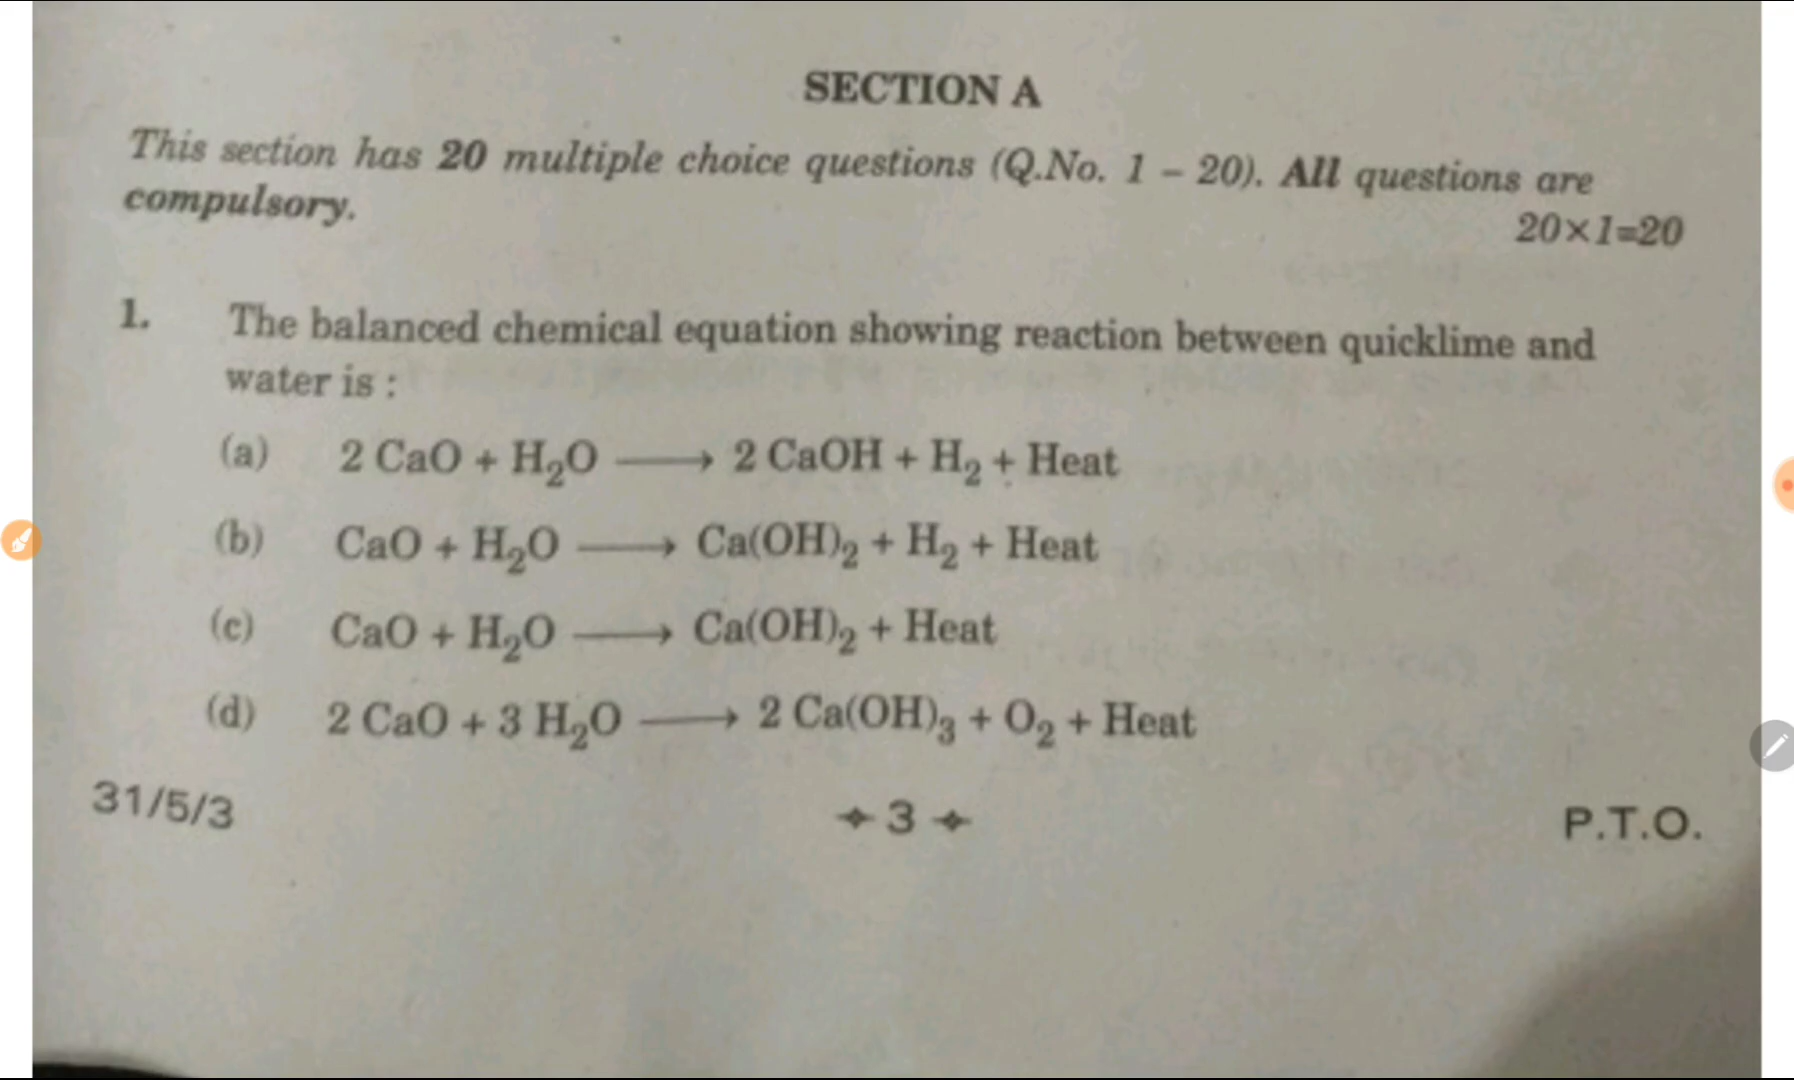 SECTION A
This section has 20 multiple choice questions (Q.No. 1 – 20). All questions are
compulsory.
20×1=20
1. The balanced chemical equation showing reaction between quicklime and
water is :
(a) 2 CaO + H₂O ⟶ 2 CaOH + H₂ + Heat
(b) CaO + H₂O ⟶ Ca(OH)₂ + H₂ + Heat
(c) CaO + H₂O ⟶ Ca(OH)₂ + Heat
(d) 2 CaO + 3 H₂O ⟶ 2 Ca(OH)₃ + O₂ + Heat
31/5/3 3 P.T.O.